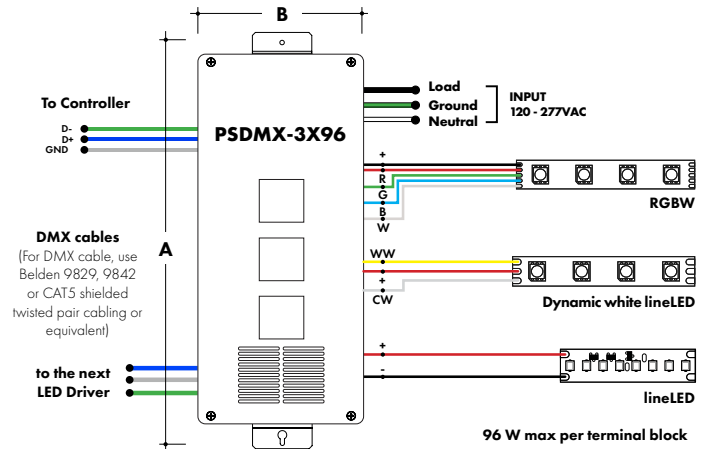 B
To Controller
D-
D+
GND
PSDMX-3X96
Load
Ground
Neutral
INPUT
120 - 277VAC
+
R
G
B
W
RGBW
DMX cables
(For DMX cable, use
Belden 9829, 9842
or CAT5 shielded
twisted pair cabling or
equivalent)
A
WW
+
CW
Dynamic white lineLED
to the next
LED Driver
+
-
lineLED
96 W max per terminal block